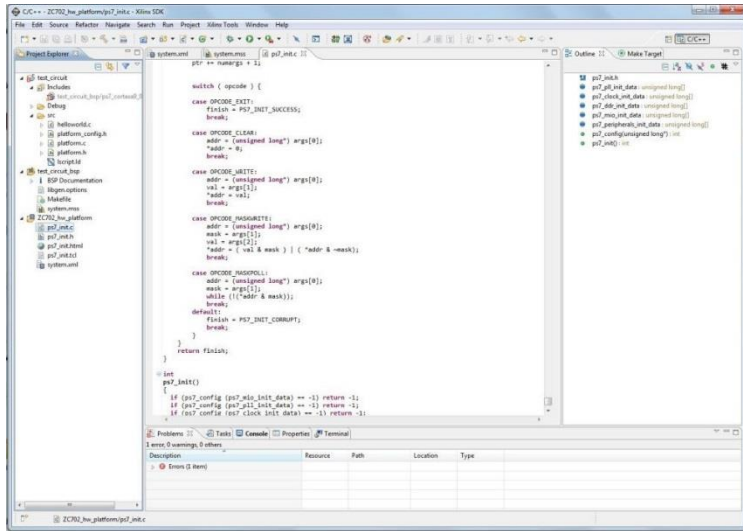 C/C++ - ZC702_hw_platform/ps7_init.c - Xilinx SDK
File Edit Source Refactor Navigate Search Run Project Xilinx Tools Window Help
C/C++
Project Explorer
test_circuit
Includes
test_circuit_bsp/ps7_cortexa9_0
Debug
src
helloworld.c
platform_config.h
platform.c
platform.h
lscript.ld
test_circuit_bsp
BSP Documentation
libgen.options
Makefile
system.mss
ZC702_hw_platform
ps7_init.c
ps7_init.h
ps7_init.html
ps7_init.tcl
system.xml
system.xml system.mss ps7_init.c
ptr += numargs + 1;
switch ( opcode ) {
case OPCODE_EXIT:
finish = PS7_INIT_SUCCESS;
break;
case OPCODE_CLEAR:
addr = (unsigned long*) args[0];
*addr = 0;
break;
case OPCODE_WRITE:
addr = (unsigned long*) args[0];
val = args[1];
*addr = val;
break;
case OPCODE_MASKWRITE:
addr = (unsigned long*) args[0];
mask = args[1];
val = args[2];
*addr = ( val & mask ) | ( *addr & ~mask);
break;
case OPCODE_MASKPOLL:
addr = (unsigned long*) args[0];
mask = args[1];
while (!(*addr & mask));
break;
default:
finish = PS7_INIT_CORRUPT;
break;
}
}
return finish;
}
int
ps7_init()
{
if (ps7_config (ps7_mio_init_data) == -1) return -1;
if (ps7_config (ps7_pll_init_data) == -1) return -1;
if (ps7_config (ps7_clock_init_data) == -1) return -1;
Outline Make Target
ps7_init.h
ps7_pll_init_data : unsigned long[]
ps7_clock_init_data : unsigned long[]
ps7_ddr_init_data : unsigned long[]
ps7_mio_init_data : unsigned long[]
ps7_peripherals_init_data : unsigned long[]
ps7_config(unsigned long*) : int
ps7_init() : int
Problems Tasks Console Properties Terminal
1 error, 0 warnings, 0 others
Description Resource Path Location Type
Errors (1 item)
ZC702_hw_platform/ps7_init.c